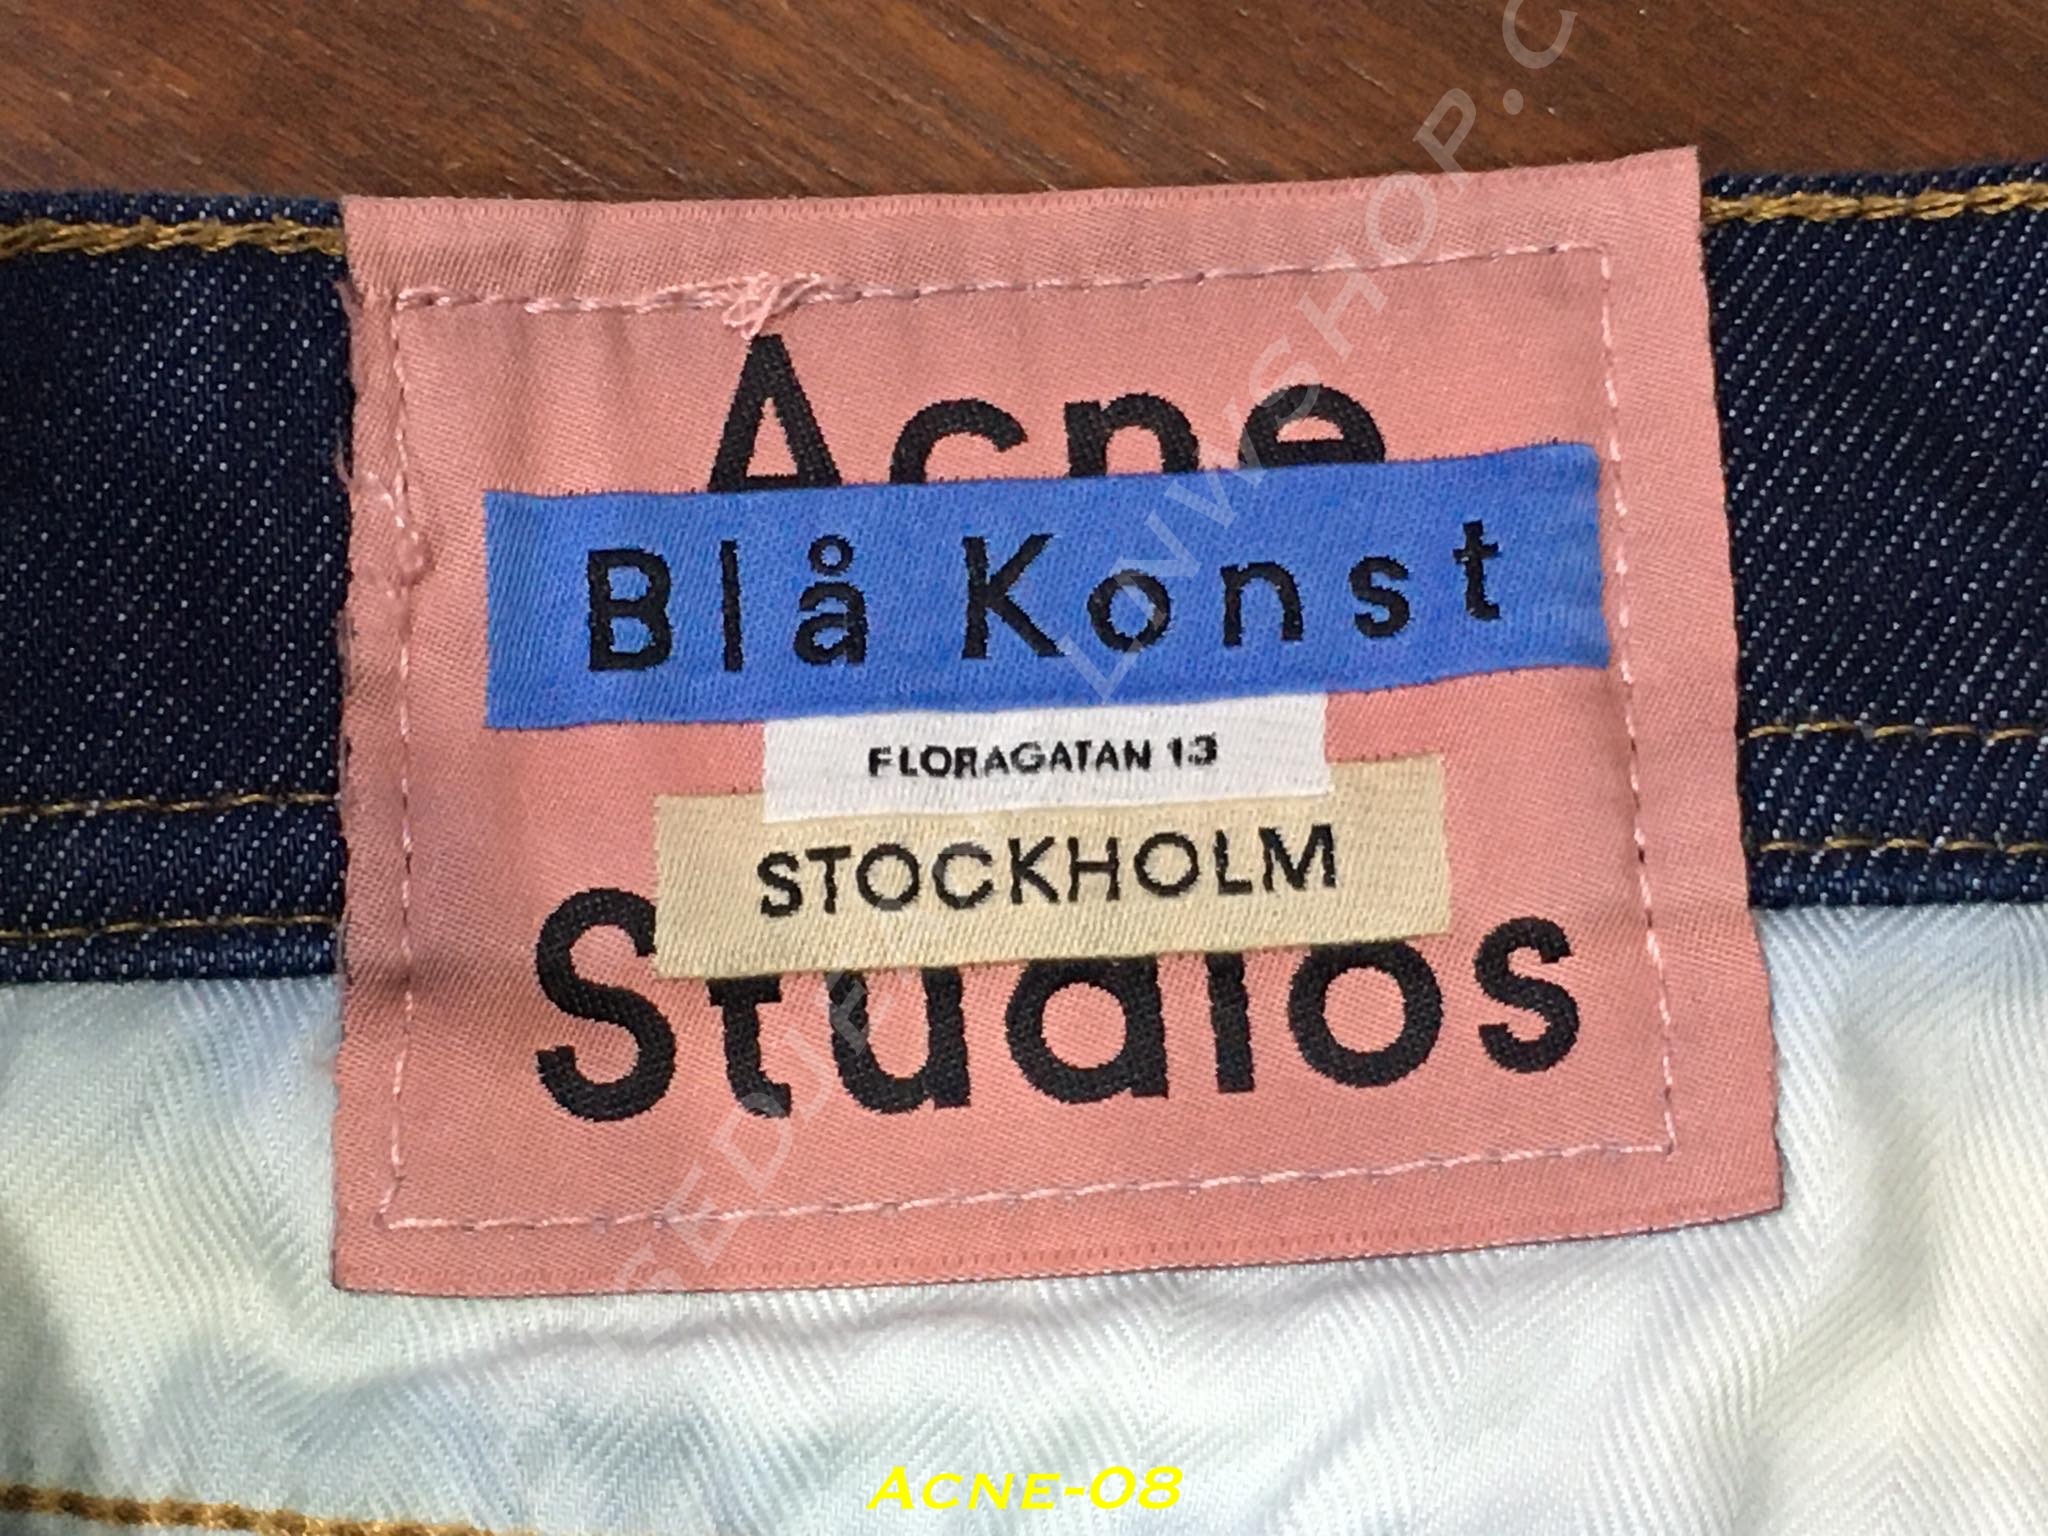 Acne
Blå Konst
FLORAGATAN 13
STOCKHOLM
Studios
ACNE-08